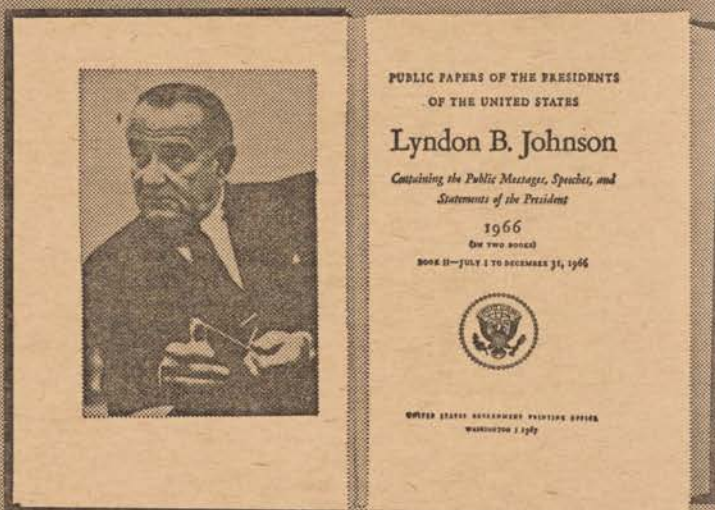 PUBLIC PAPERS OF THE PRESIDENTS
OF THE UNITED STATES
Lyndon B. Johnson
Containing the Public Messages, Speeches, and
Statements of the President
1966
(IN TWO BOOKS)
BOOK II—JULY 1 TO DECEMBER 31, 1966
UNITED STATES GOVERNMENT PRINTING OFFICE
WASHINGTON : 1967